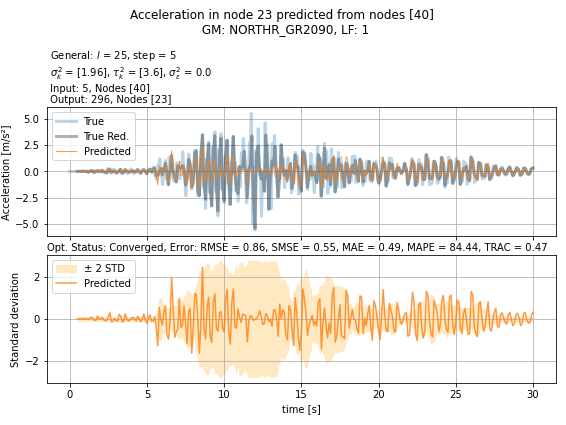 Acceleration in node 23 predicted from nodes [40]
GM: NORTHR_GR2090, LF: 1
General: l = 25, step = 5
σ²ₖ = [1.96], τ²ₖ = [3.6], σ²ε = 0.0
Input: 5, Nodes [40]
Output: 296, Nodes [23]
Acceleration [m/s²]
5.0
2.5
0.0
−2.5
−5.0
True
True Red.
Predicted
Opt. Status: Converged, Error: RMSE = 0.86, SMSE = 0.55, MAE = 0.49, MAPE = 84.44, TRAC = 0.47
Standard deviation
2
0
−2
± 2 STD
Predicted
0 5 10 15 20 25 30
time [s]